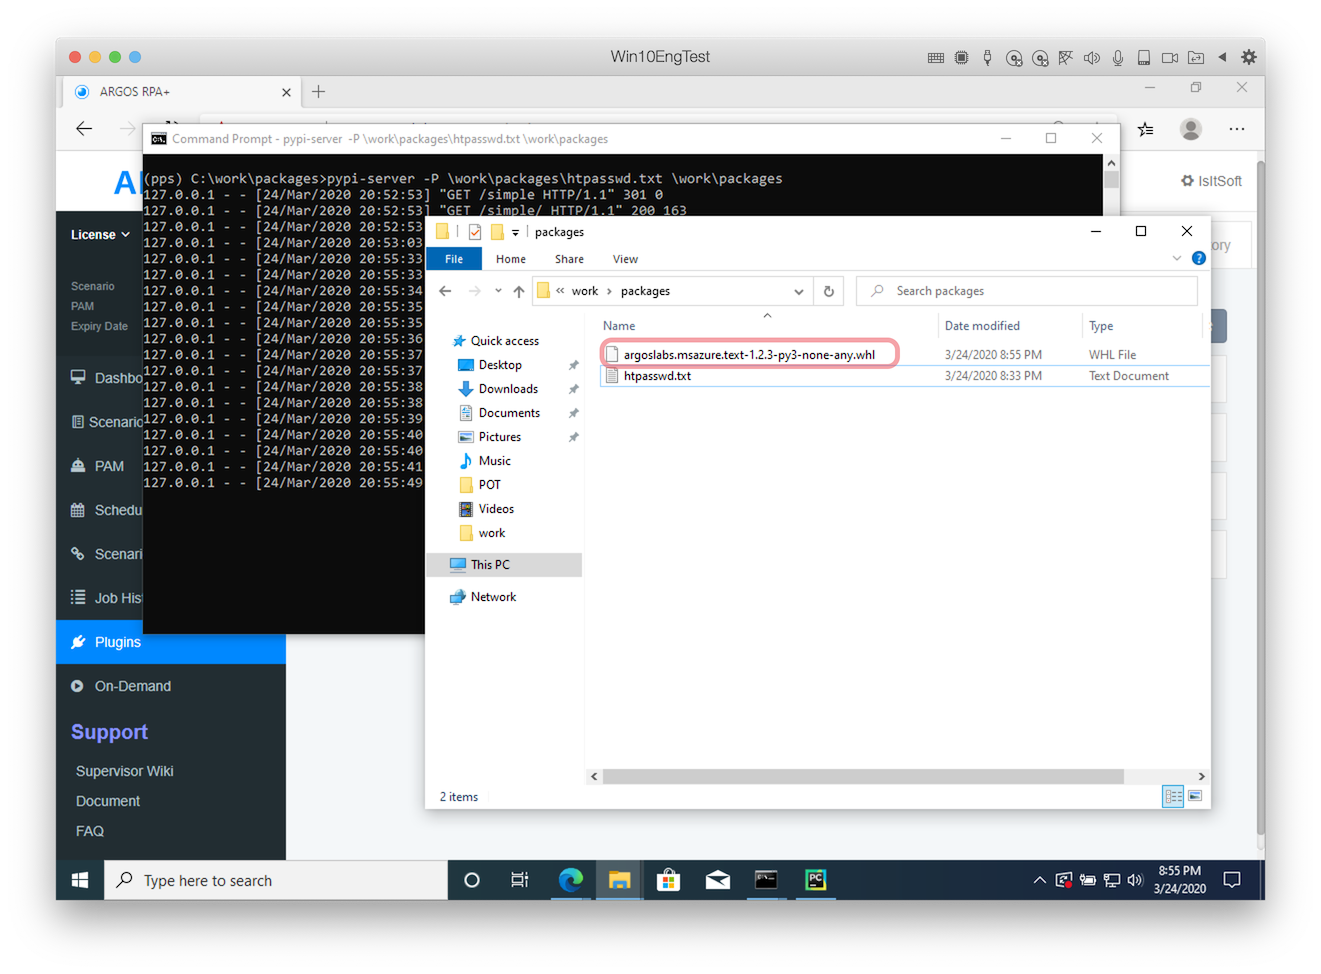 Win10EngTest
ARGOS RPA+
Command Prompt - pypi-server -P \work\packages\htpasswd.txt \work\packages
(pps) C:\work\packages>pypi-server -P \work\packages\htpasswd.txt \work\packages
127.0.0.1 - - [24/Mar/2020 20:52:53] "GET /simple HTTP/1.1" 301 0
127.0.0.1 - - [24/Mar/2020 20:52:53] "GET /simple/ HTTP/1.1" 200 163
127.0.0.1 - - [24/Mar/2020 20:52:53
127.0.0.1 - - [24/Mar/2020 20:53:03
127.0.0.1 - - [24/Mar/2020 20:55:33
127.0.0.1 - - [24/Mar/2020 20:55:33
127.0.0.1 - - [24/Mar/2020 20:55:34
127.0.0.1 - - [24/Mar/2020 20:55:35
127.0.0.1 - - [24/Mar/2020 20:55:35
127.0.0.1 - - [24/Mar/2020 20:55:36
127.0.0.1 - - [24/Mar/2020 20:55:37
127.0.0.1 - - [24/Mar/2020 20:55:37
127.0.0.1 - - [24/Mar/2020 20:55:38
127.0.0.1 - - [24/Mar/2020 20:55:38
127.0.0.1 - - [24/Mar/2020 20:55:39
127.0.0.1 - - [24/Mar/2020 20:55:40
127.0.0.1 - - [24/Mar/2020 20:55:40
127.0.0.1 - - [24/Mar/2020 20:55:41
127.0.0.1 - - [24/Mar/2020 20:55:49
IsItSoft
ory
License
Scenario
PAM
Expiry Date
Dashbo
Scenario
PAM
Schedu
Scenari
Job His
Plugins
On-Demand
Support
Supervisor Wiki
Document
FAQ
packages
File Home Share View
« work › packages
Search packages
Name Date modified Type
argoslabs.msazure.text-1.2.3-py3-none-any.whl 3/24/2020 8:55 PM WHL File
htpasswd.txt 3/24/2020 8:33 PM Text Document
Quick access
Desktop
Downloads
Documents
Pictures
Music
POT
Videos
work
This PC
Network
2 items
Type here to search
8:55 PM
3/24/2020